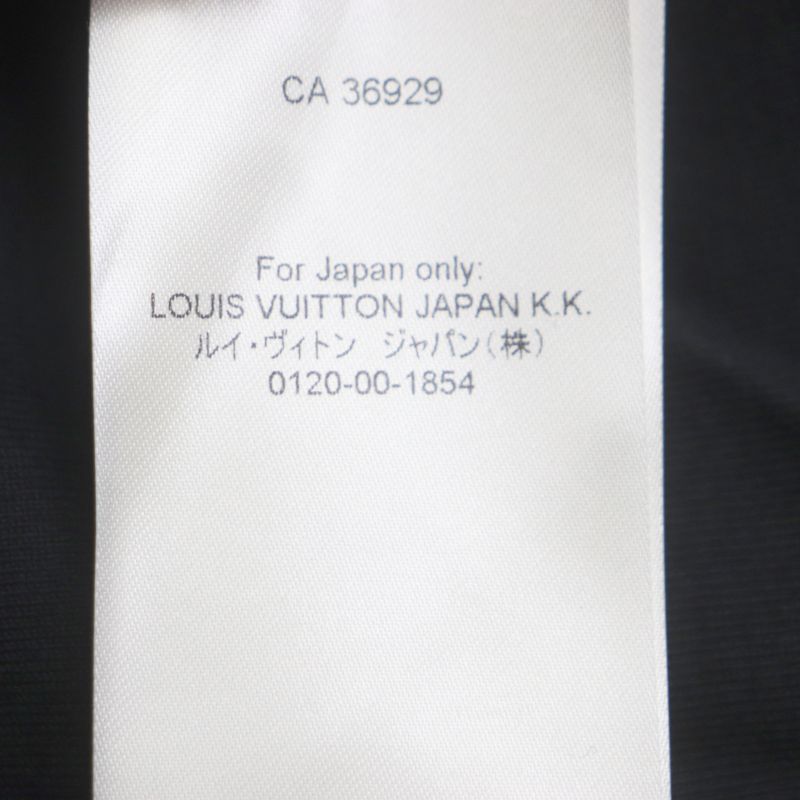 CA 36929
For Japan only:
LOUIS VUITTON JAPAN K.K.
ルイ・ヴィトン ジャパン(株)
0120-00-1854